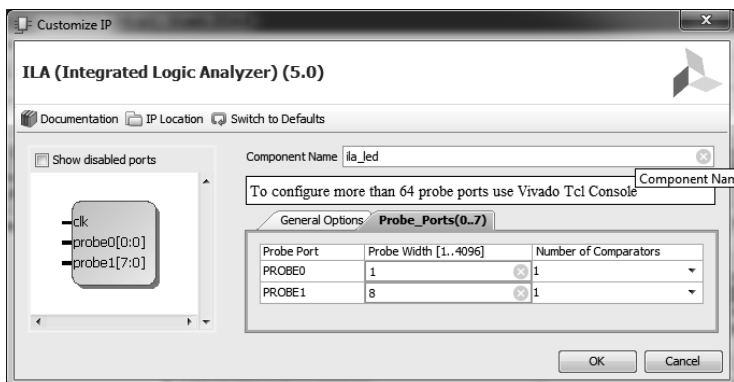 Customize IP
ILA (Integrated Logic Analyzer) (5.0)
Documentation IP Location Switch to Defaults
Show disabled ports
Component Name ila_led
Component Nan
To configure more than 64 probe ports use Vivado Tcl Console
General Options Probe_Ports(0..7)
clk
probe0[0:0]
probe1[7:0]
Probe Port Probe Width [1..4096] Number of Comparators
PROBE0 1 1
PROBE1 8 1
OK Cancel